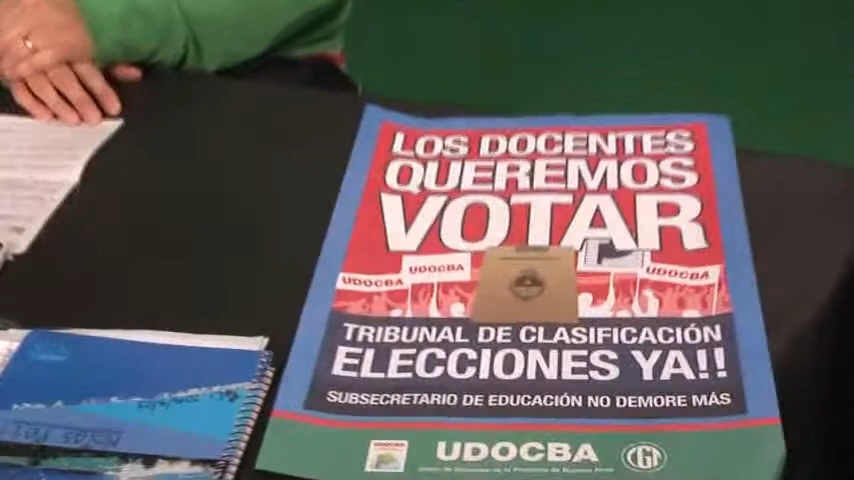 LOS DOCENTES
QUEREMOS
VOTAR
UDOCBA
UDOCBA
UDOCBA
TRIBUNAL DE CLASIFICACIÓN
ELECCIONES YA!!
SUBSECRETARIO DE EDUCACIÓN NO DEMORE MÁS
UDOCBA
CGT